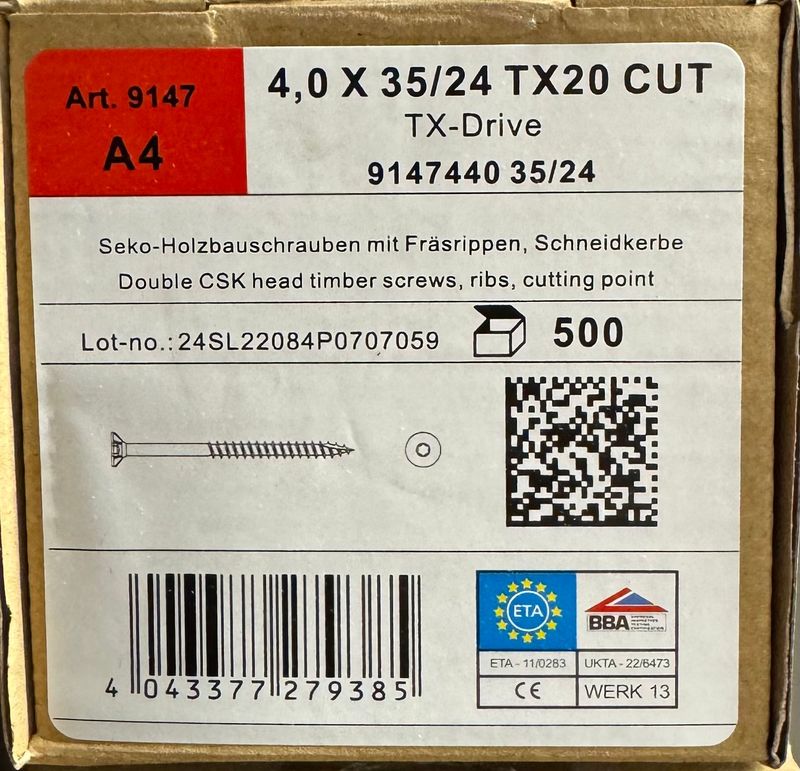 Art. 9147
A4
4,0 X 35/24 TX20 CUT
TX-Drive
9147440 35/24
Seko-Holzbauschrauben mit Fräsrippen, Schneidkerbe
Double CSK head timber screws, ribs, cutting point
Lot-no.: 24SL22084P0707059
500
4 043377 279385
ETA
BBA
ETA - 11/0283
UKTA - 22/6473
CE
WERK 13